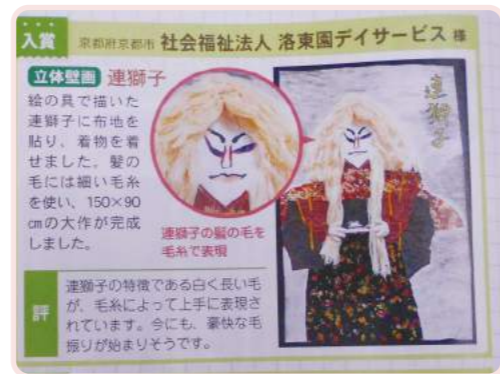 入賞
京都府京都市 社会福祉法人 洛東園デイサービス 様
立体壁画 連獅子
絵の具で描いた
連獅子に布地を
貼り、着物を着
せました。髪の
毛には細い毛糸
を使い、150×90
cmの大作が完成
しました。
連獅子の髪の毛を
毛糸で表現
連獅子
評
連獅子の特徴である白く長い毛
が、毛糸によって上手に表現さ
れています。今にも、豪快な毛
振りが始まりそうです。